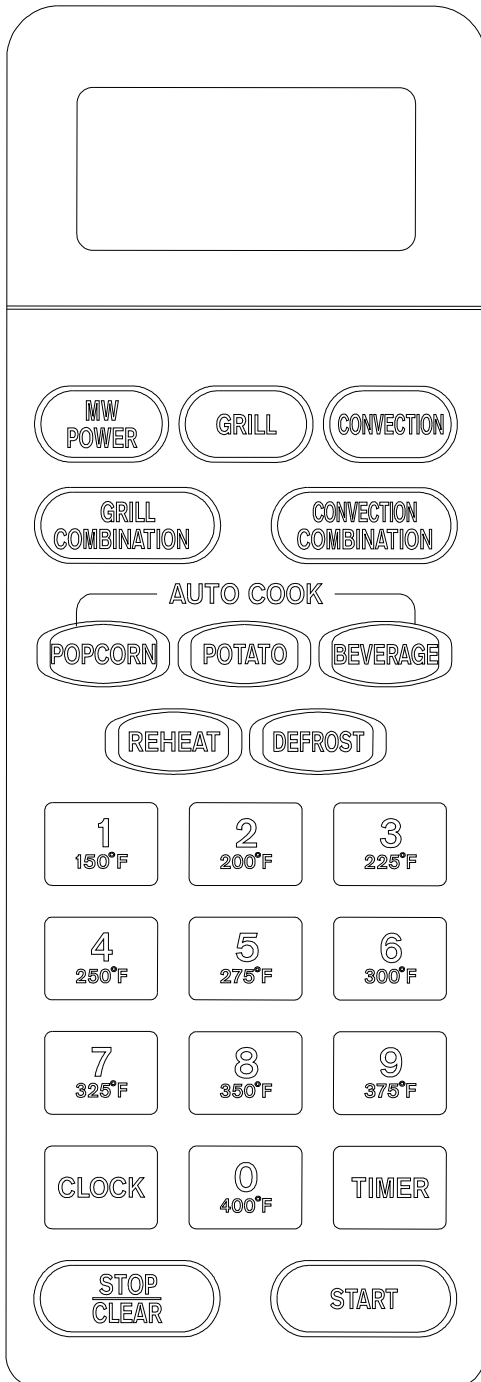 MW
POWER
GRILL
CONVECTION
GRILL
COMBINATION
CONVECTION
COMBINATION
AUTO COOK
POPCORN
POTATO
BEVERAGE
REHEAT
DEFROST
1
150°F
2
200°F
3
225°F
4
250°F
5
275°F
6
300°F
7
325°F
8
350°F
9
375°F
CLOCK
0
400°F
TIMER
STOP
CLEAR
START